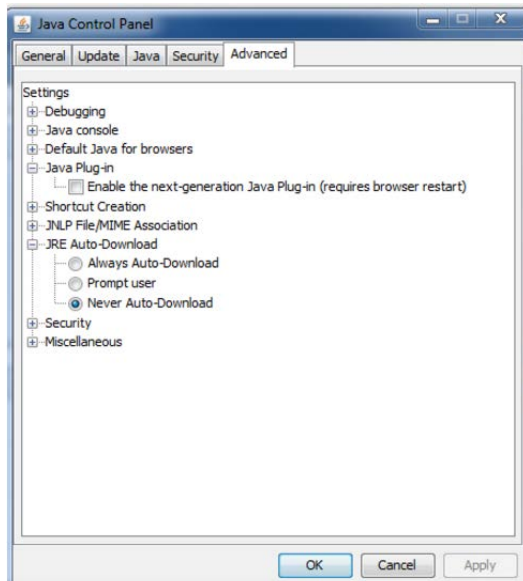 Java Control Panel
General Update Java Security Advanced
Settings
Debugging
Java console
Default Java for browsers
Java Plug-in
Enable the next-generation Java Plug-in (requires browser restart)
Shortcut Creation
JNLP File/MIME Association
JRE Auto-Download
Always Auto-Download
Prompt user
Never Auto-Download
Security
Miscellaneous
OK Cancel Apply